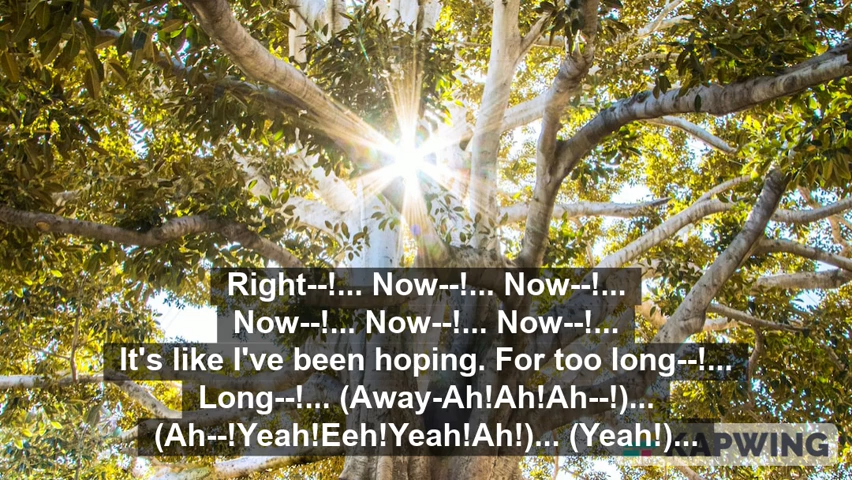 Right--!... Now--!... Now--!...
Now--!... Now--!... Now--!...
It's like I've been hoping. For too long--!...
Long--!... (Away-Ah!Ah!Ah--!)...
(Ah--!Yeah!Eeh!Yeah!Ah!)... (Yeah!)...
KAPWING